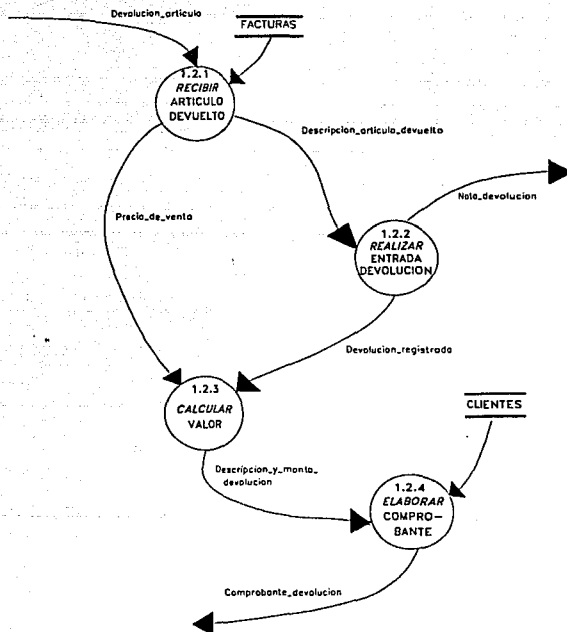 Devolucion_articulo
FACTURAS
1.2.1
RECIBIR
ARTICULO
DEVUELTO
Descripcion_articulo_devuelto
Nota_devolucion
Precio_de_venta
1.2.2
REALIZAR
ENTRADA
DEVOLUCION
Devolucion_registrada
1.2.3
CALCULAR
VALOR
CLIENTES
Descripcion_y_monto_
devolucion
1.2.4
ELABORAR
COMPRO-
BANTE
Comprobante_devolucion